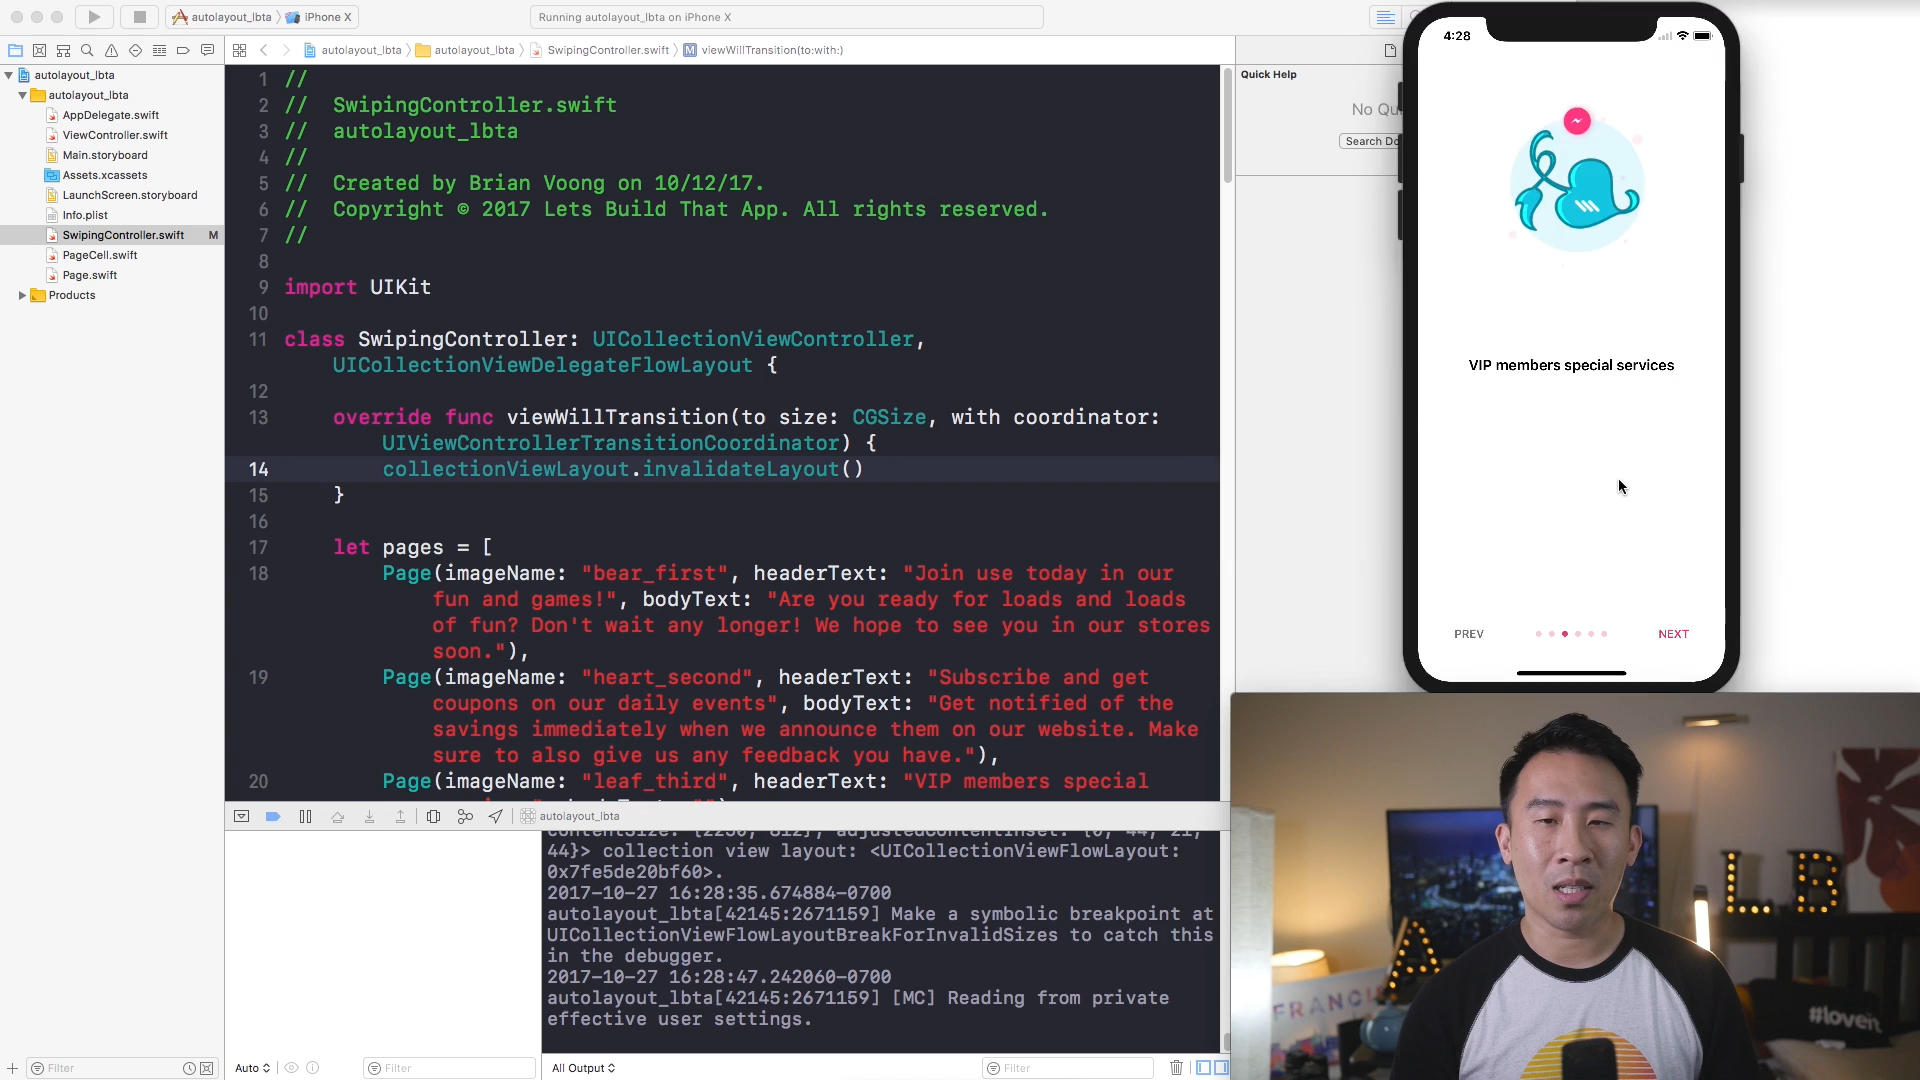 autolayout_lbta
iPhone X
Running autolayout_lbta on iPhone X
autolayout_lbta
autolayout_lbta
SwipingController.swift
M viewWillTransition(to:with:)
autolayout_lbta
autolayout_lbta
AppDelegate.swift
ViewController.swift
Main.storyboard
Assets.xcassets
LaunchScreen.storyboard
Info.plist
SwipingController.swift M
PageCell.swift
Page.swift
Products
Filter
1 //
2 //  SwipingController.swift
3 //  autolayout_lbta
4 //
5 //  Created by Brian Voong on 10/12/17.
6 //  Copyright © 2017 Lets Build That App. All rights reserved.
7 //
8
9 import UIKit
10
11 class SwipingController: UICollectionViewController,
UICollectionViewDelegateFlowLayout {
12
13 override func viewWillTransition(to size: CGSize, with coordinator:
UIViewControllerTransitionCoordinator) {
14 collectionViewLayout.invalidateLayout()
15 }
16
17 let pages = [
18 Page(imageName: "bear_first", headerText: "Join use today in our
fun and games!", bodyText: "Are you ready for loads and loads
of fun? Don't wait any longer! We hope to see you in our stores
soon."),
19 Page(imageName: "heart_second", headerText: "Subscribe and get
coupons on our daily events", bodyText: "Get notified of the
savings immediately when we announce them on our website. Make
sure to also give us any feedback you have."),
20 Page(imageName: "leaf_third", headerText: "VIP members special
autolayout_lbta
contentSize: {2250, 812}; adjustedContentInset: {0, 44, 21,
44}> collection view layout: <UICollectionViewFlowLayout:
0x7fe5de20bf60>.
2017-10-27 16:28:35.674884-0700
autolayout_lbta[42145:2671159] Make a symbolic breakpoint at
UICollectionViewFlowLayoutBreakForInvalidSizes to catch this
in the debugger.
2017-10-27 16:28:47.242060-0700
autolayout_lbta[42145:2671159] [MC] Reading from private
effective user settings.
Auto
Filter
All Output
Filter
Quick Help
No Qu
Search Do
4:28
VIP members special services
PREV
NEXT
L B
A
FRANCI
#loveit